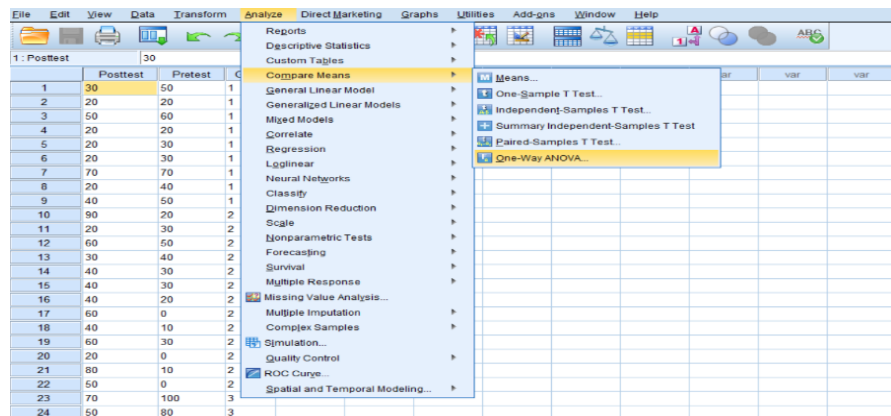 File Edit View Data Transform Analyze Direct Marketing Graphs Utilities Add-ons Window Help
1 : Posttest 30
Posttest Pretest var var
1 30 50 1
2 20 20 1
3 50 60 1
4 20 20 1
5 20 30 1
6 20 30 1
7 70 70 1
8 20 40 1
9 40 50 1
10 90 20 2
11 20 30 2
12 60 50 2
13 30 40 2
14 40 30 2
15 40 30 2
16 40 20 2
17 60 0 2
18 40 10 2
19 60 30 2
20 20 0 2
21 80 10 2
22 50 0 2
23 70 100 3
24 50 80 3
Reports
Descriptive Statistics
Custom Tables
Compare Means
General Linear Model
Generalized Linear Models
Mixed Models
Correlate
Regression
Loglinear
Neural Networks
Classify
Dimension Reduction
Scale
Nonparametric Tests
Forecasting
Survival
Multiple Response
Missing Value Analysis...
Multiple Imputation
Complex Samples
Simulation...
Quality Control
ROC Curve...
Spatial and Temporal Modeling...
Means...
One-Sample T Test...
Independent-Samples T Test...
Summary Independent-Samples T Test
Paired-Samples T Test...
One-Way ANOVA...